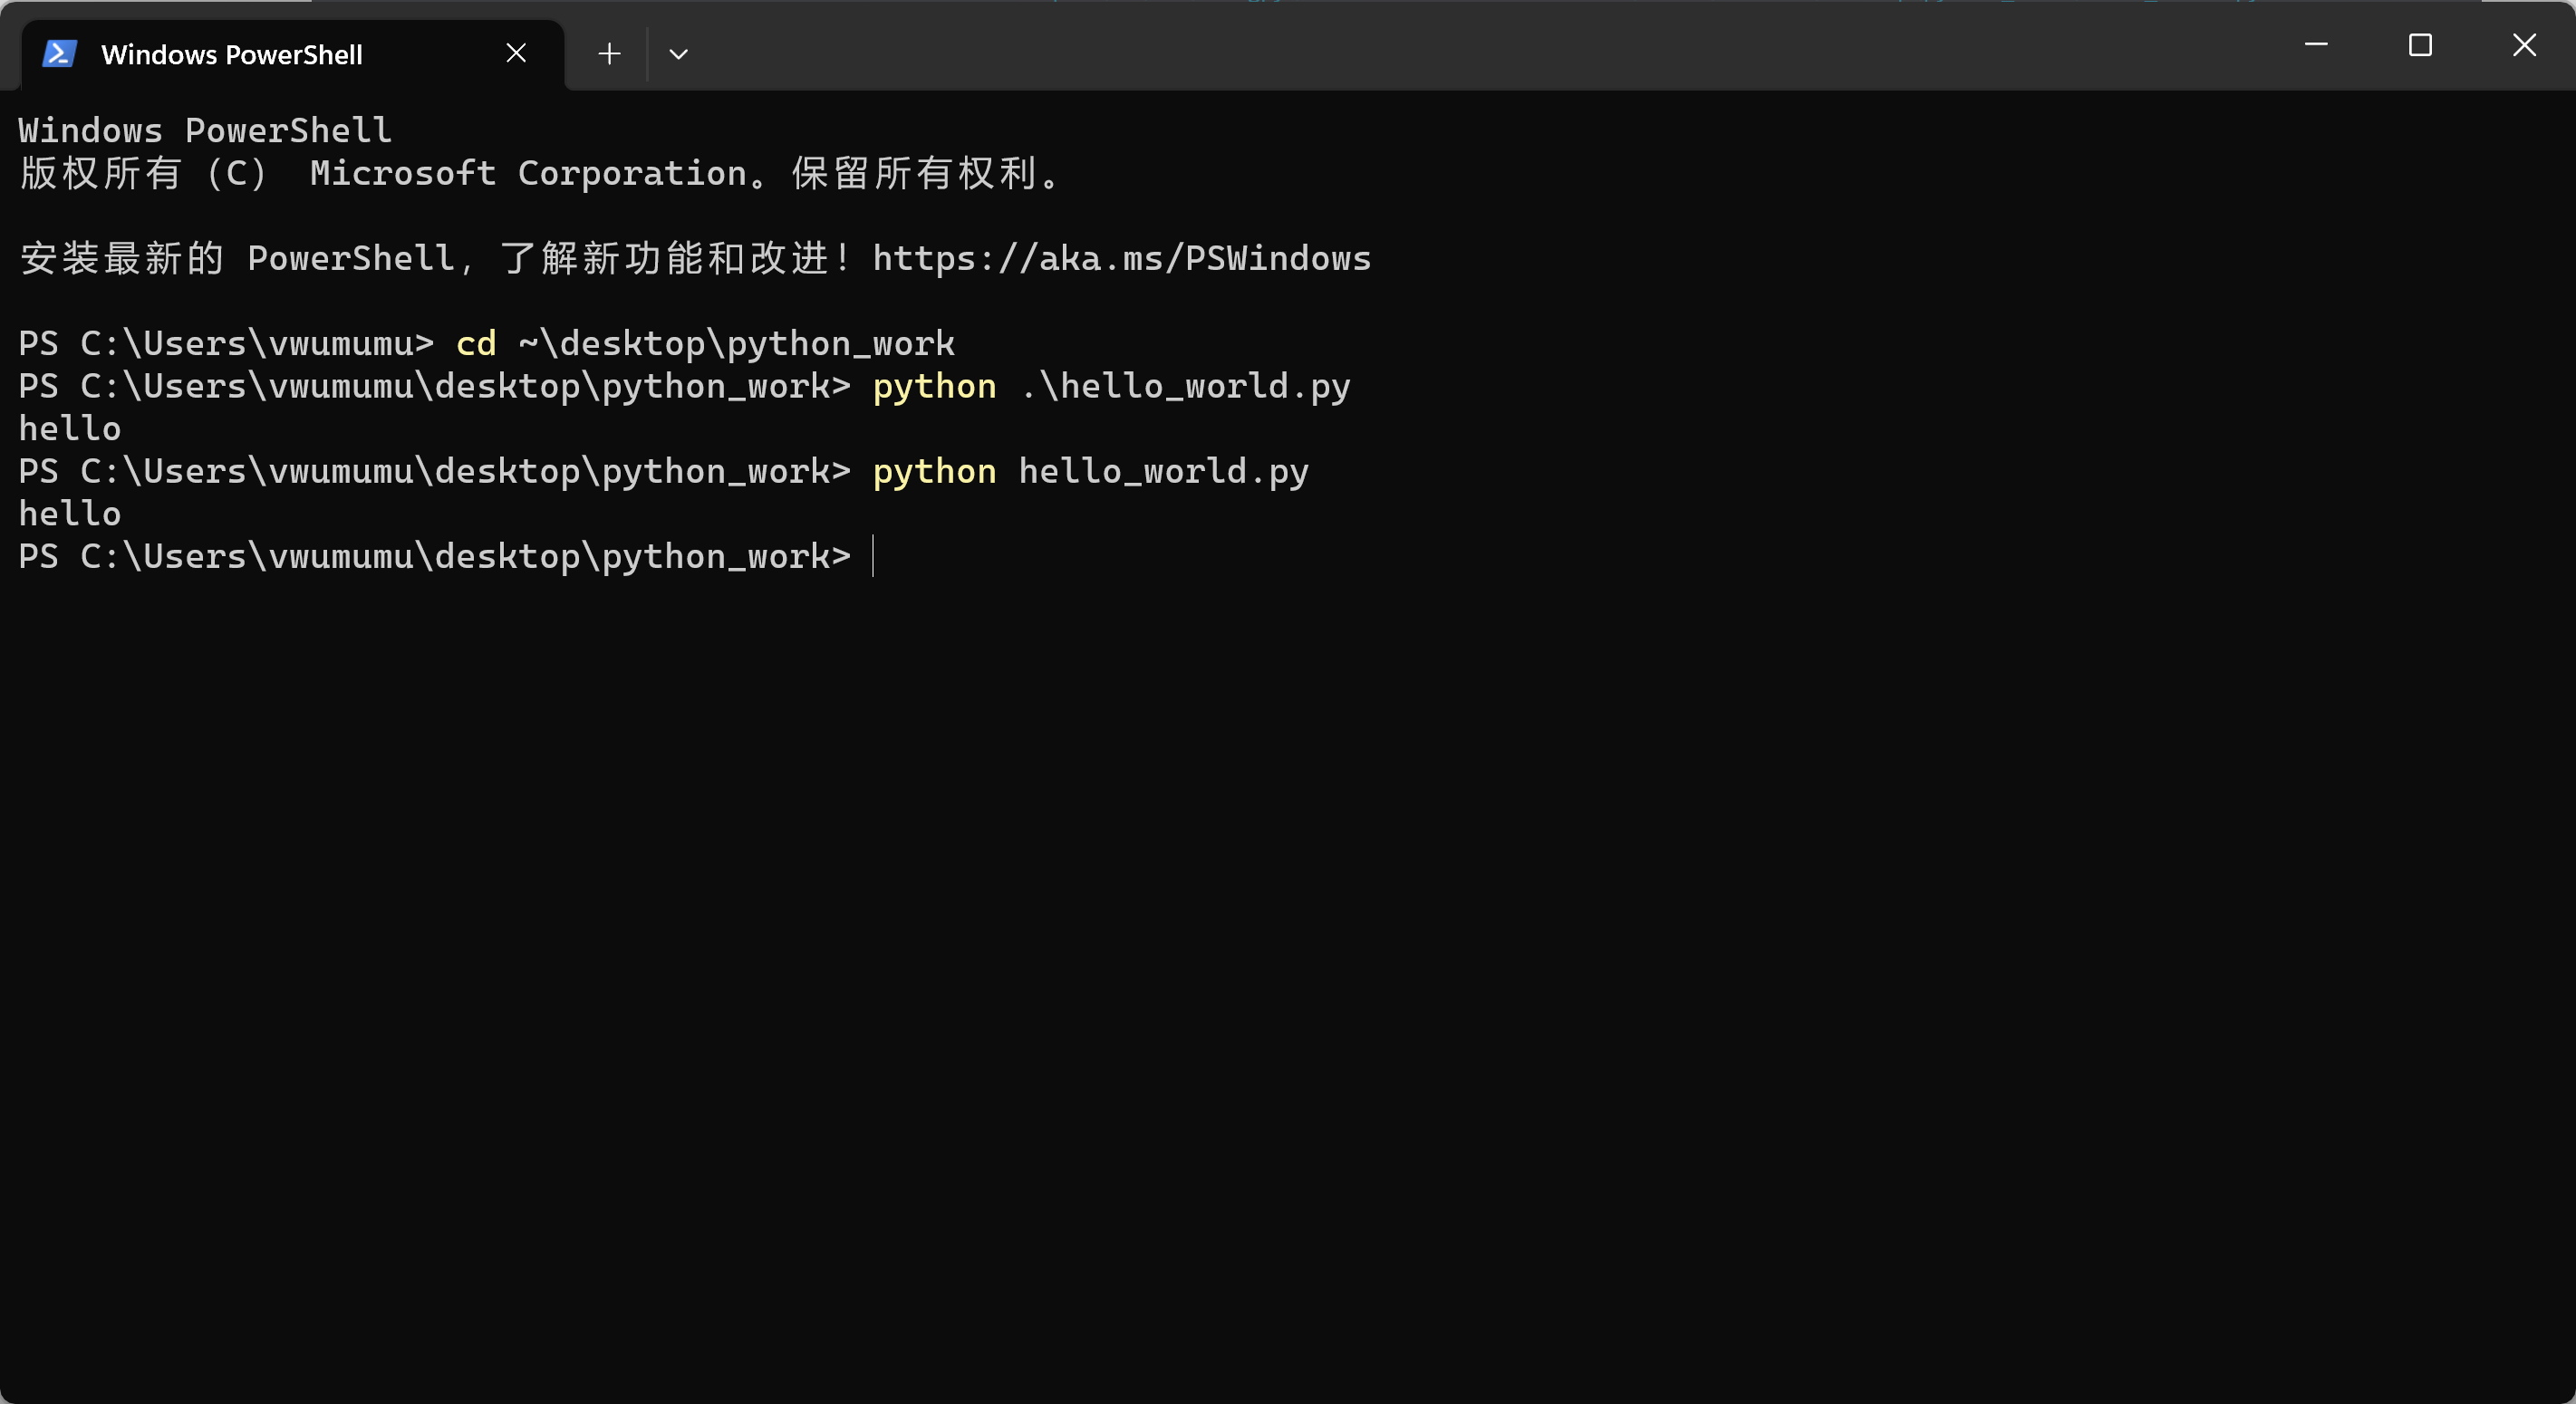 Windows PowerShell
Windows PowerShell
版权所有（C） Microsoft Corporation。保留所有权利。
安装最新的 PowerShell，了解新功能和改进！https://aka.ms/PSWindows
PS C:\Users\vwumumu> cd ~\desktop\python_work
PS C:\Users\vwumumu\desktop\python_work> python .\hello_world.py
hello
PS C:\Users\vwumumu\desktop\python_work> python hello_world.py
hello
PS C:\Users\vwumumu\desktop\python_work>